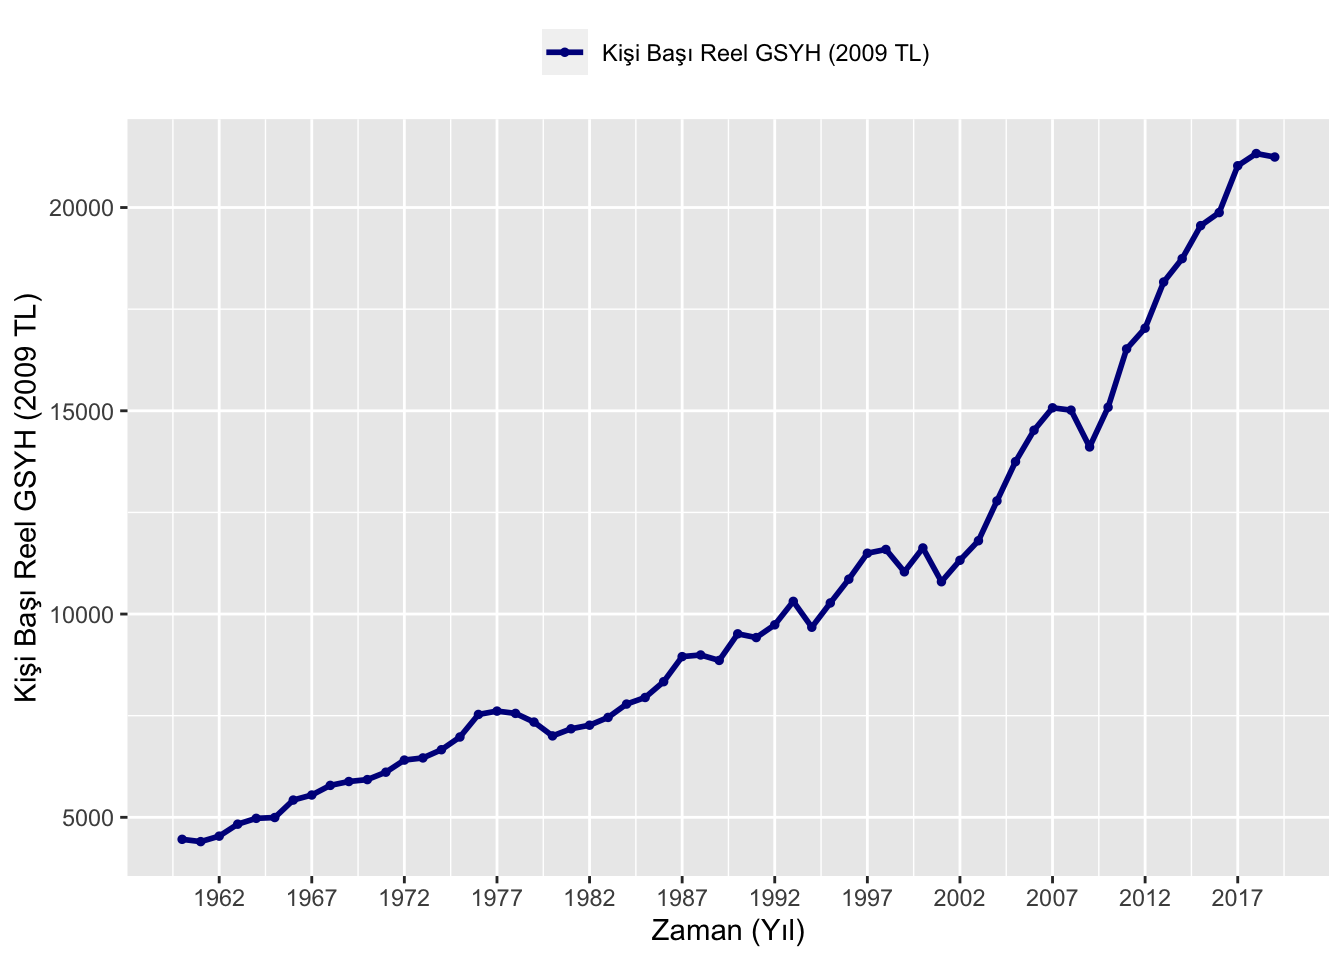 Kişi Başı Reel GSYH (2009 TL)
Kişi Başı Reel GSYH (2009 TL)
20000
15000
10000
5000
1962 1967 1972 1977 1982 1987 1992 1997 2002 2007 2012 2017
Zaman (Yıl)